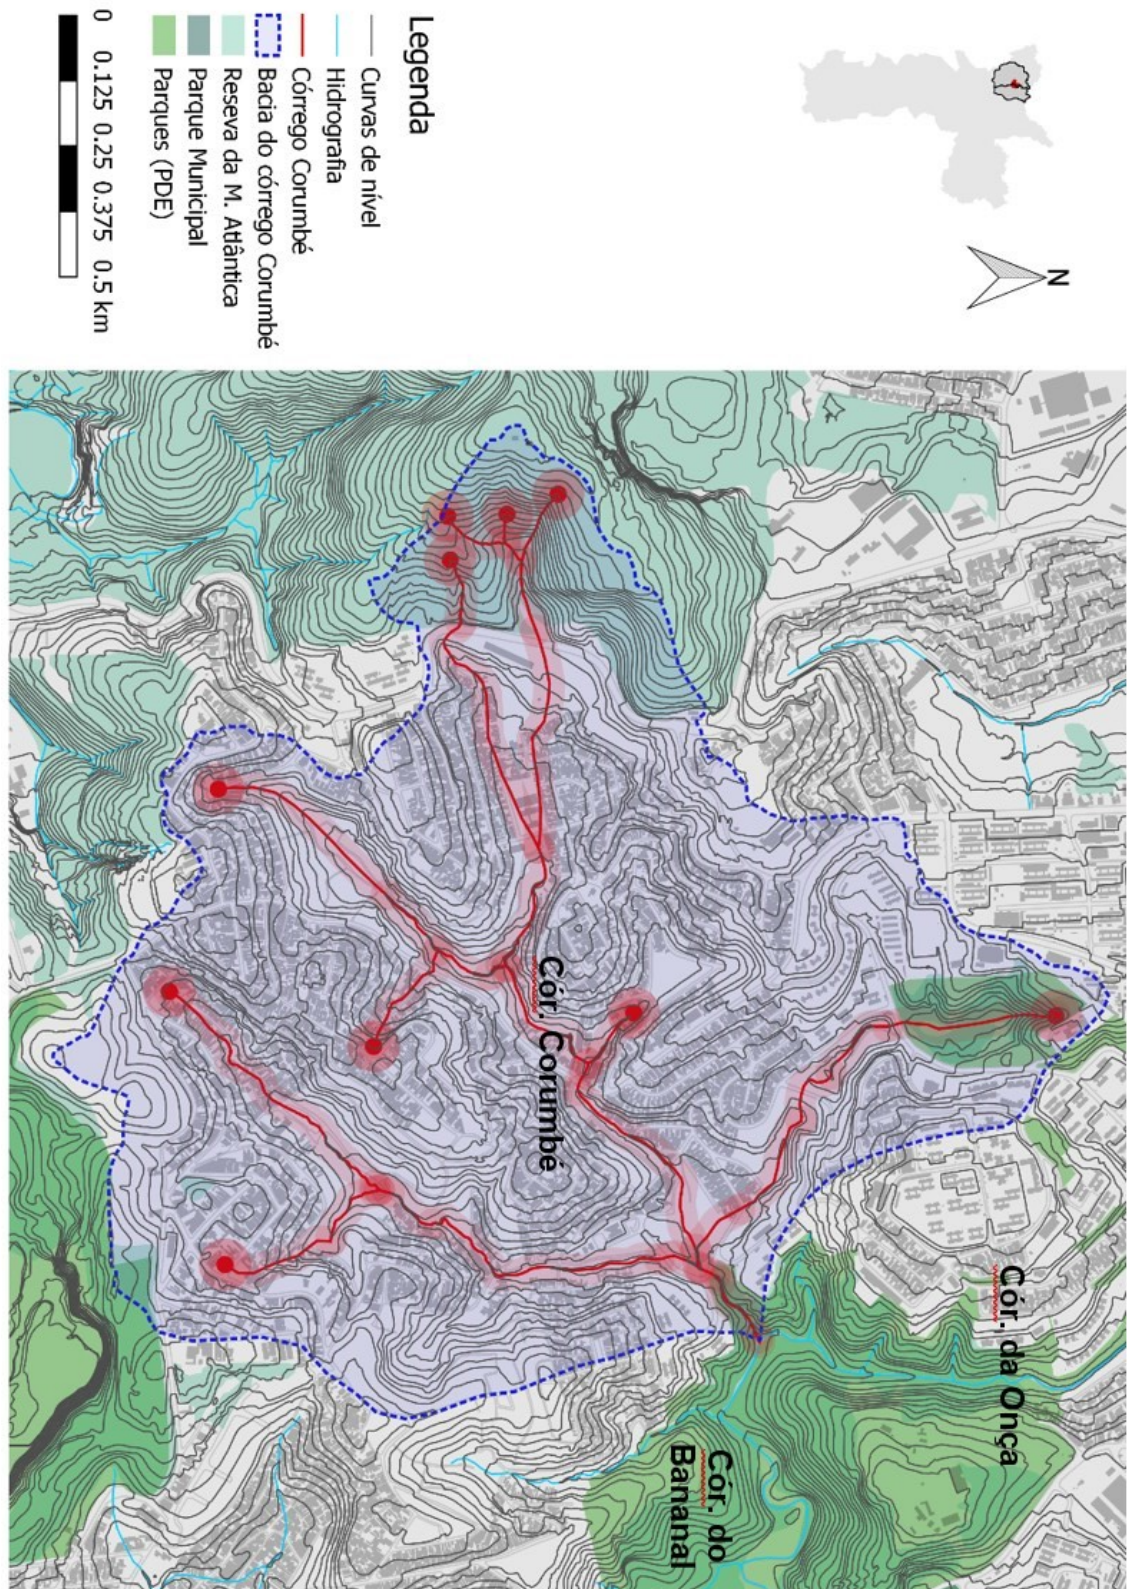 N
Legenda
Curvas de nível
Hidrografia
Córrego Corumbé
Bacia do córrego Corumbé
Reseva da M. Atlântica
Parque Municipal
Parques (PDE)
0 0.125 0.25 0.375 0.5 km
Cór. da Onça
Cór. do
Bananal
Cór. Corumbé